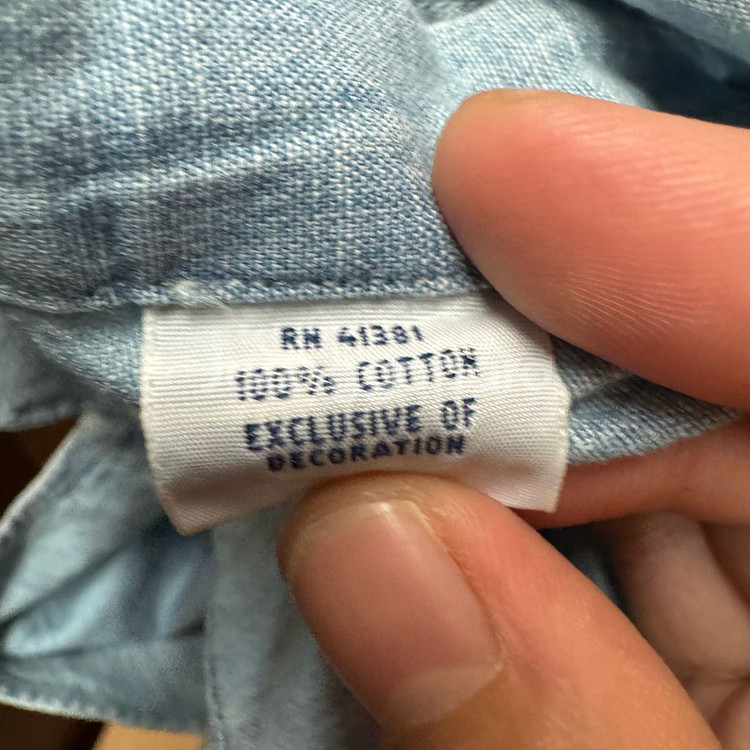 RN 41381
100% COTTON
EXCLUSIVE OF
DECORATION